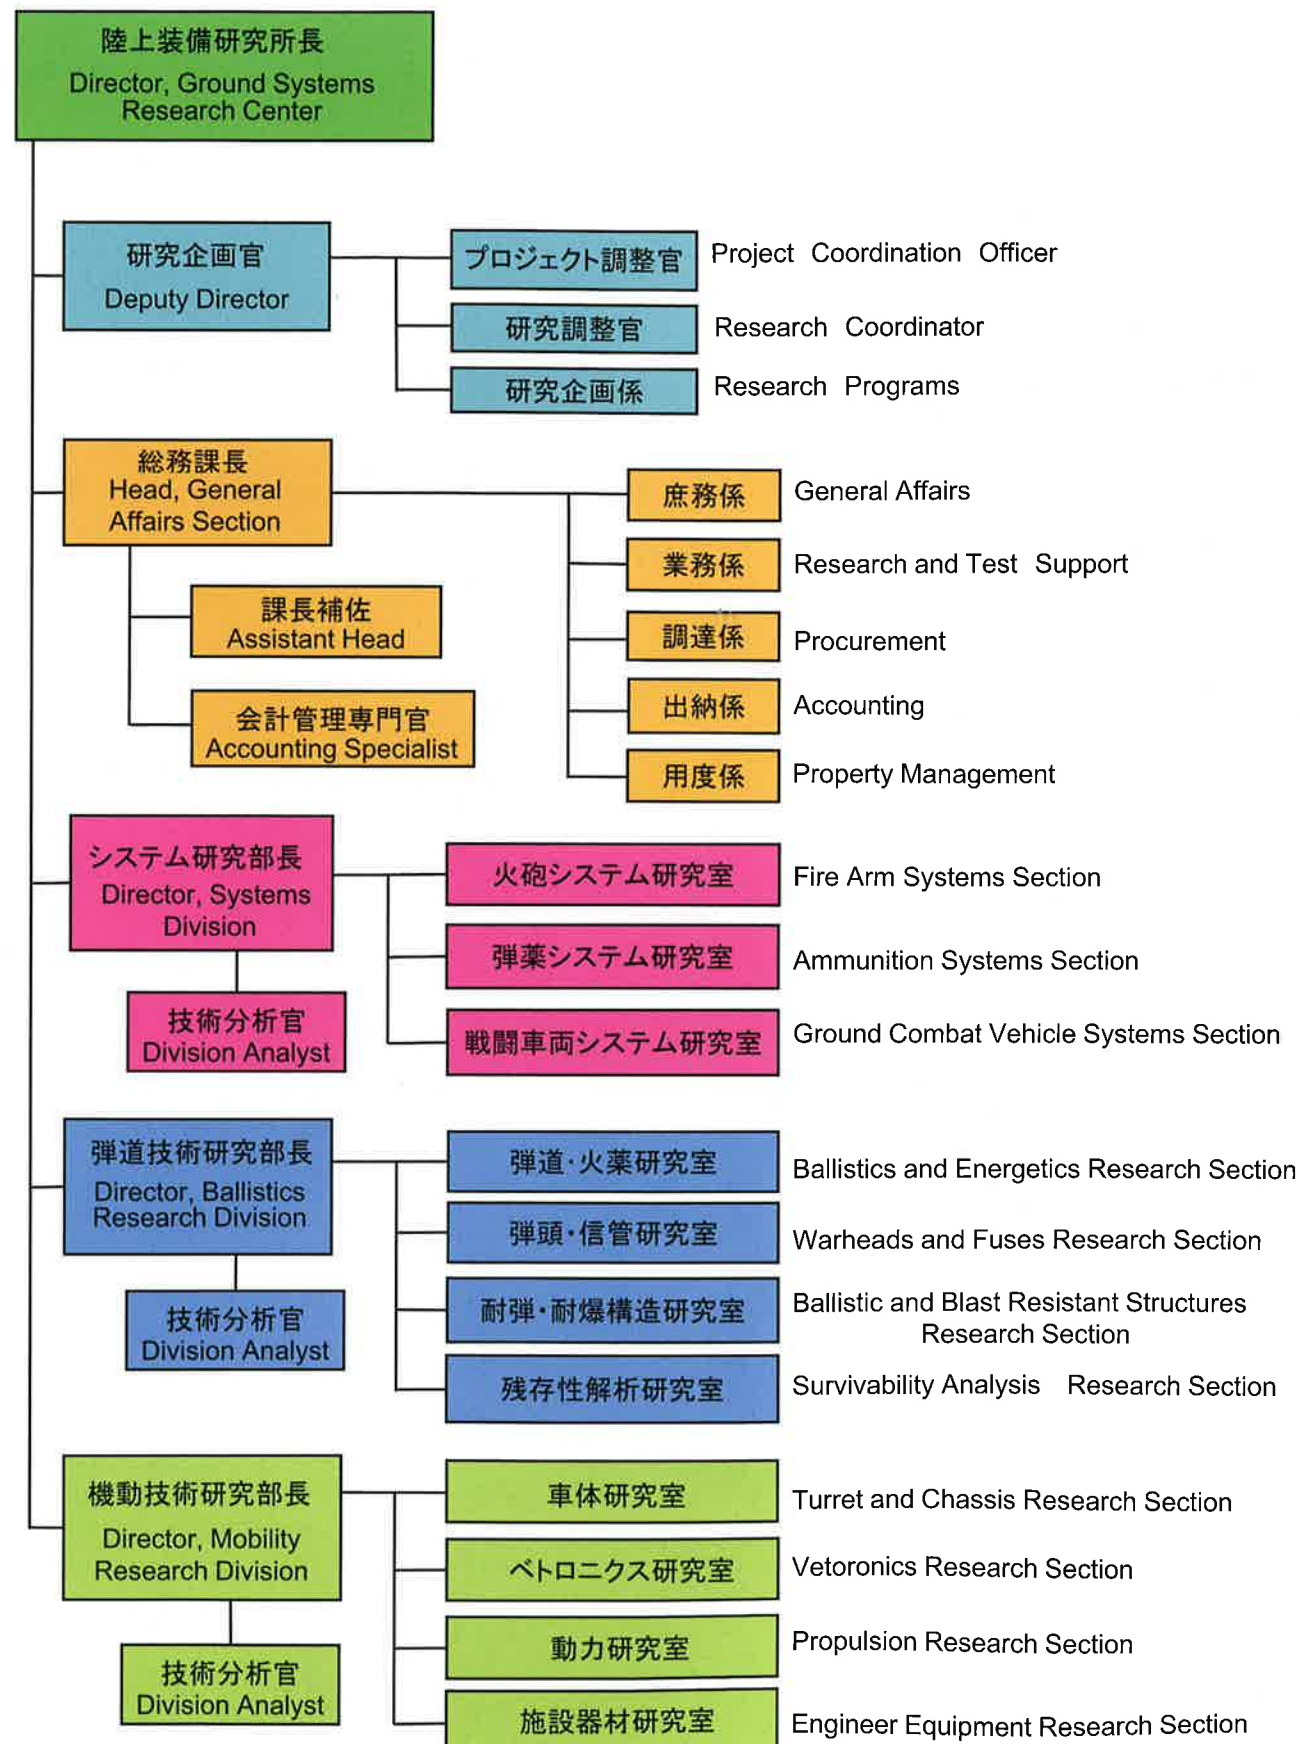 陸上装備研究所長
Director, Ground Systems
Research Center
研究企画官
Deputy Director
プロジェクト調整官
Project Coordination Officer
研究調整官
Research Coordinator
研究企画係
Research Programs
総務課長
Head, General
Affairs Section
庶務係
General Affairs
業務係
Research and Test Support
課長補佐
Assistant Head
調達係
Procurement
会計管理専門官
Accounting Specialist
出納係
Accounting
用度係
Property Management
システム研究部長
Director, Systems
Division
火砲システム研究室
Fire Arm Systems Section
弾薬システム研究室
Ammunition Systems Section
技術分析官
Division Analyst
戦闘車両システム研究室
Ground Combat Vehicle Systems Section
弾道技術研究部長
Director, Ballistics
Research Division
弾道・火薬研究室
Ballistics and Energetics Research Section
弾頭・信管研究室
Warheads and Fuses Research Section
技術分析官
Division Analyst
耐弾・耐爆構造研究室
Ballistic and Blast Resistant Structures
Research Section
残存性解析研究室
Survivability Analysis Research Section
機動技術研究部長
Director, Mobility
Research Division
車体研究室
Turret and Chassis Research Section
ベトロニクス研究室
Vetoronics Research Section
動力研究室
Propulsion Research Section
技術分析官
Division Analyst
施設器材研究室
Engineer Equipment Research Section